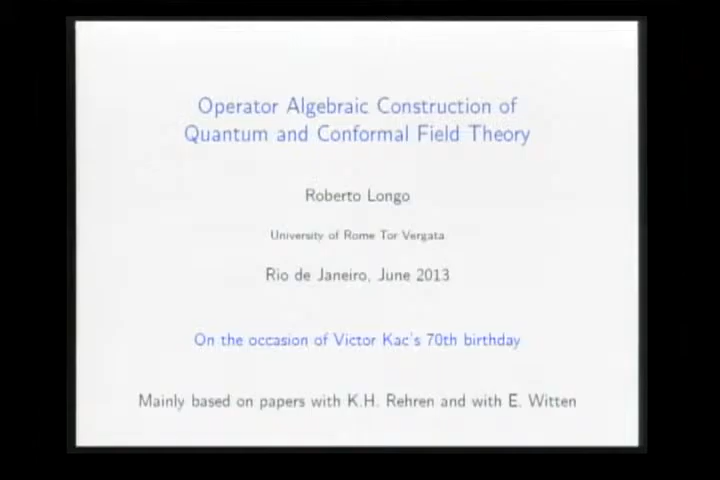 Operator Algebraic Construction of
Quantum and Conformal Field Theory
Roberto Longo
University of Rome Tor Vergata
Rio de Janeiro, June 2013
On the occasion of Victor Kac's 70th birthday
Mainly based on papers with K.H. Rehren and with E. Witten